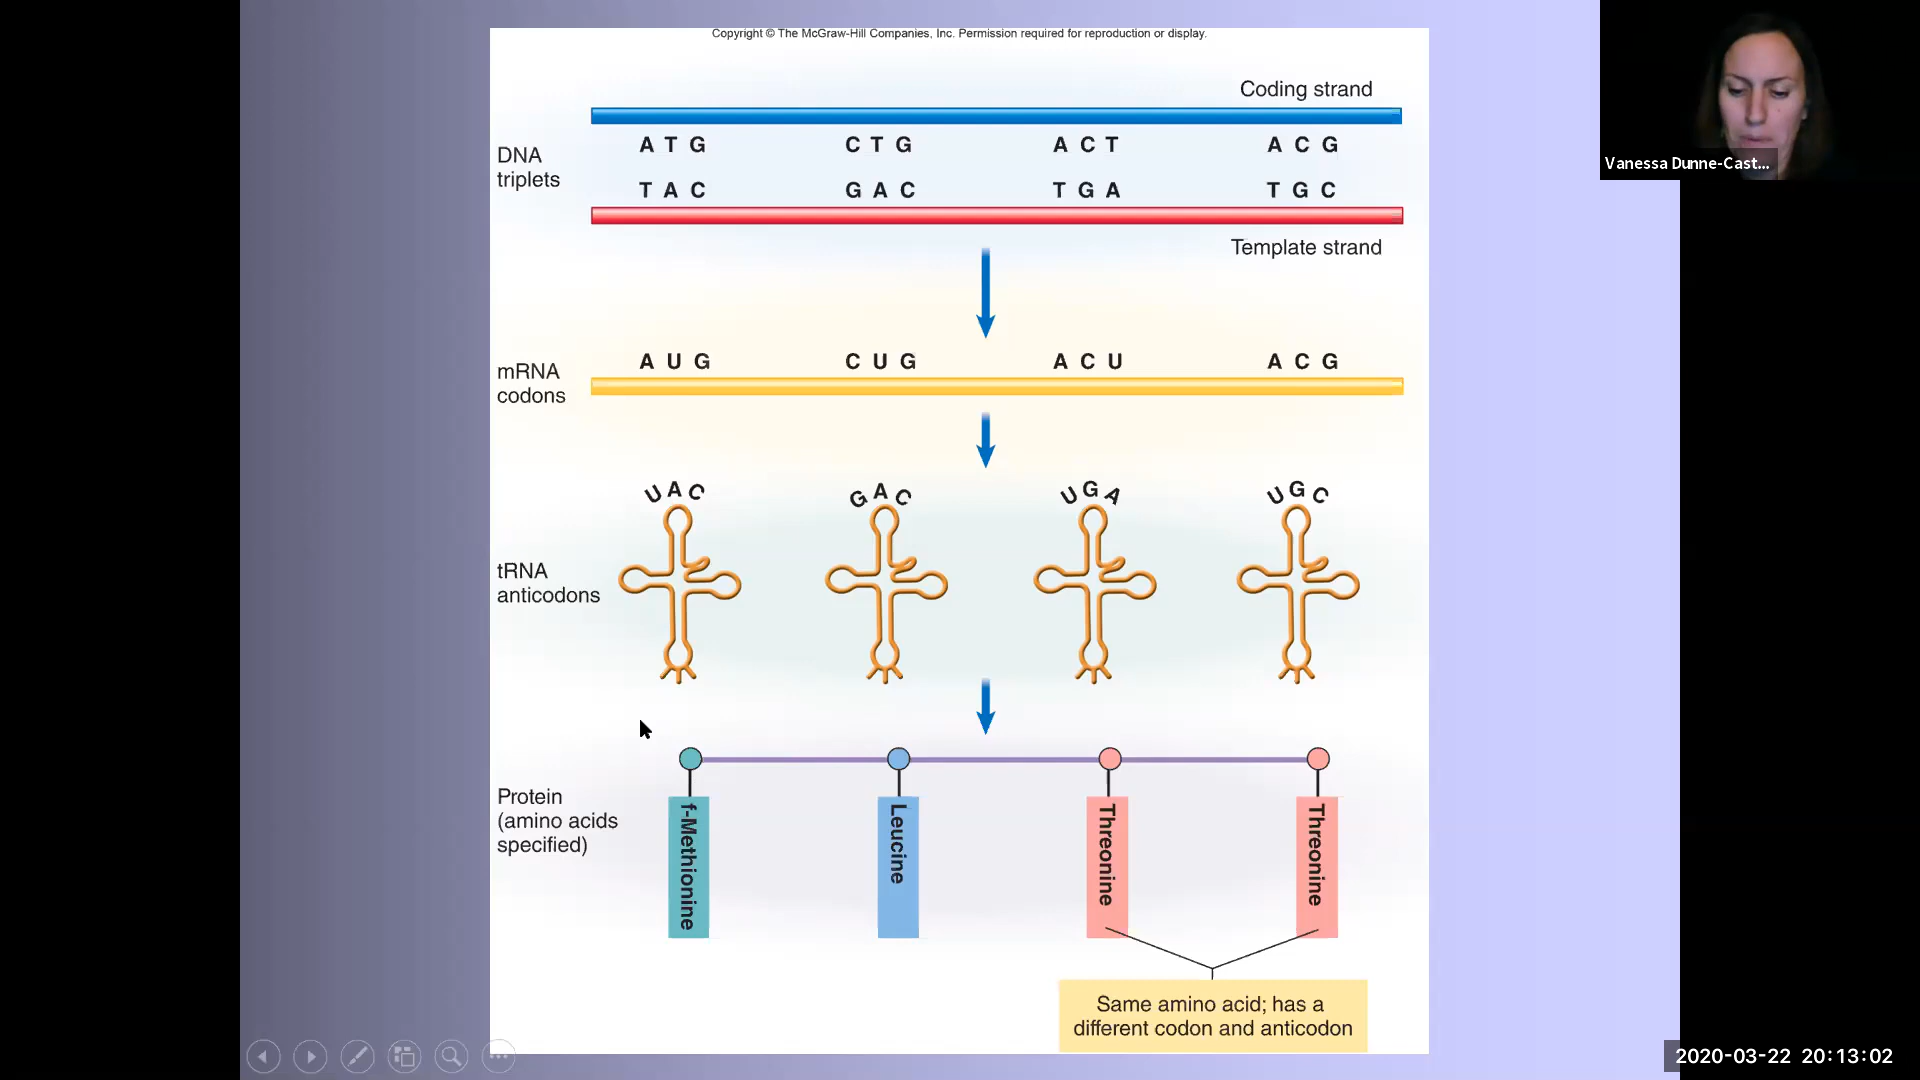 Copyright © The McGraw-Hill Companies, Inc. Permission required for reproduction or display.
Coding strand
A T G C T G A C T A C G
DNA
triplets
T A C G A C T G A T G C
Template strand
A U G C U G A C U A C G
mRNA
codons
U A C G A C U G A U G C
tRNA
anticodons
Protein
(amino acids
specified)
f-Methionine
Leucine
Threonine
Threonine
Same amino acid; has a
different codon and anticodon
Vanessa Dunne-Cast...
2020-03-22 20:13:02